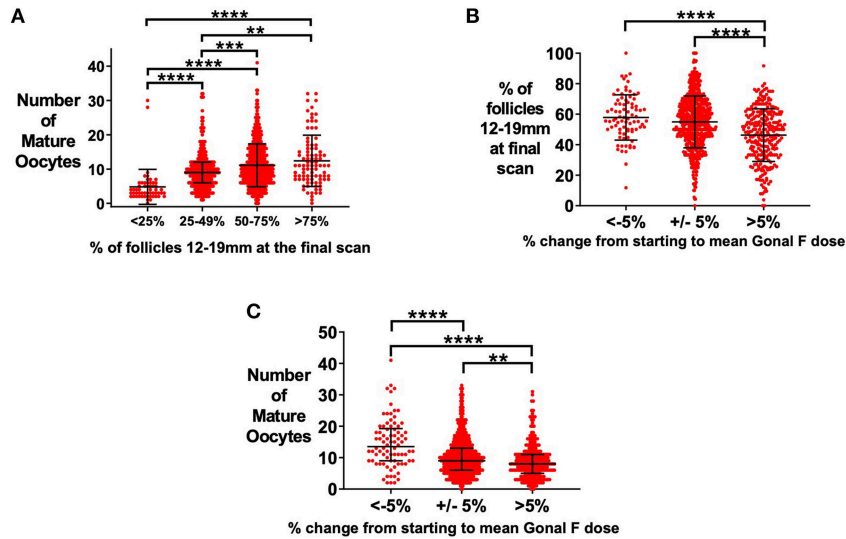 A
****
**
***
****
****
Number
of
Mature
Oocytes
40
30
20
10
0
<25% 25-49% 50-75% >75%
% of follicles 12-19mm at the final scan
B
****
****
% of
follicles
12-19mm
at final
scan
100
80
60
40
20
0
<-5% +/- 5% >5%
% change from starting to mean Gonal F dose
C
****
****
**
Number
of
Mature
Oocytes
50
40
30
20
10
0
<-5% +/- 5% >5%
% change from starting to mean Gonal F dose